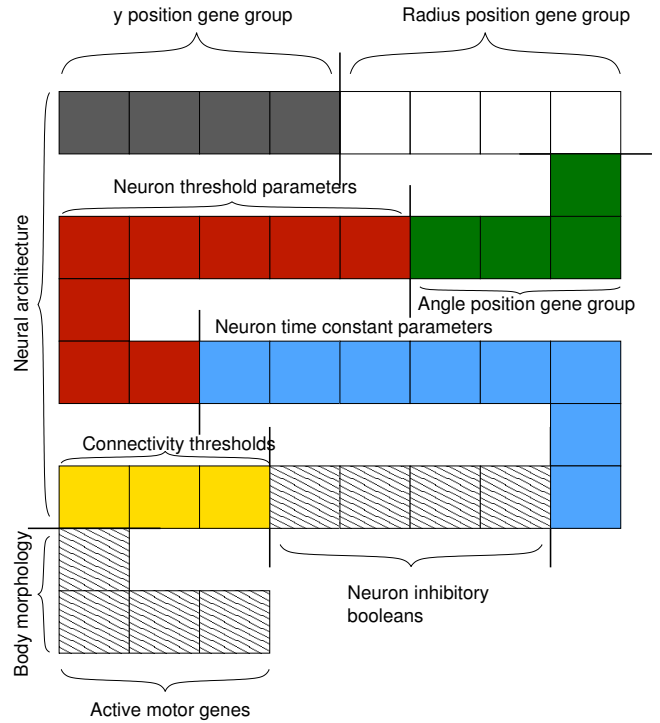 y position gene group
Radius position gene group
Neuron threshold parameters
Neural architecture
Angle position gene group
Neuron time constant parameters
Connectivity thresholds
Body morphology
Neuron inhibitory
booleans
Active motor genes